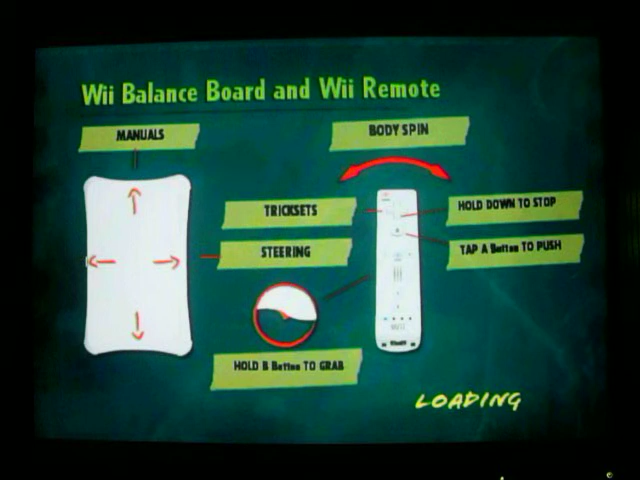 Wii Balance Board and Wii Remote
MANUALS
BODY SPIN
TRICKSETS
HOLD DOWN TO STOP
STEERING
TAP A Button TO PUSH
Wii
HOLD B Button TO GRAB
LOADING